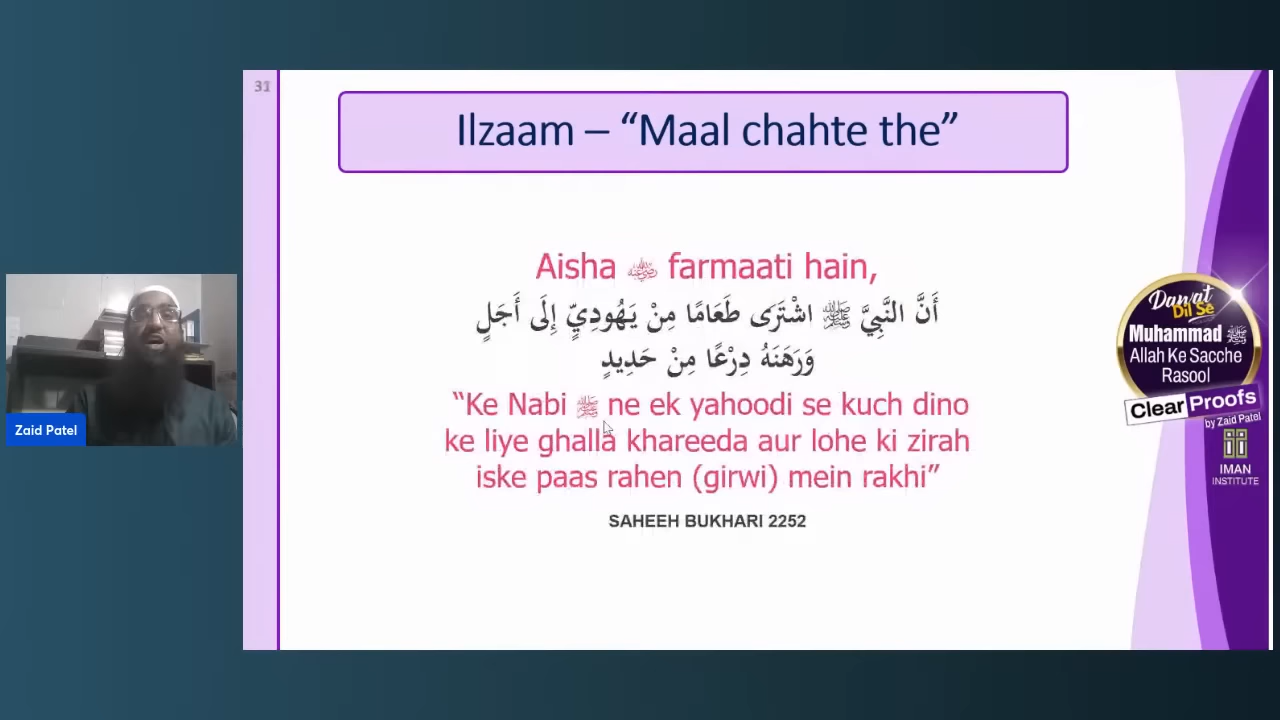 31
Ilzaam – “Maal chahte the”
Aisha ﵂ farmaati hain,
أَنَّ النَّبِيَّ ﷺ اشْتَرَى طَعَامًا مِنْ يَهُودِيٍّ إِلَى أَجَلٍ
وَرَهَنَهُ دِرْعًا مِنْ حَدِيدٍ
“Ke Nabi ﷺ ne ek yahoodi se kuch dino
ke liye ghalla khareeda aur lohe ki zirah
iske paas rahen (girwi) mein rakhi”
SAHEEH BUKHARI 2252
Zaid Patel
Dawat
Dil Se
Muhammad ﷺ
Allah Ke Sacche
Rasool
Clear Proofs
by Zaid Patel
IMAN
INSTITUTE